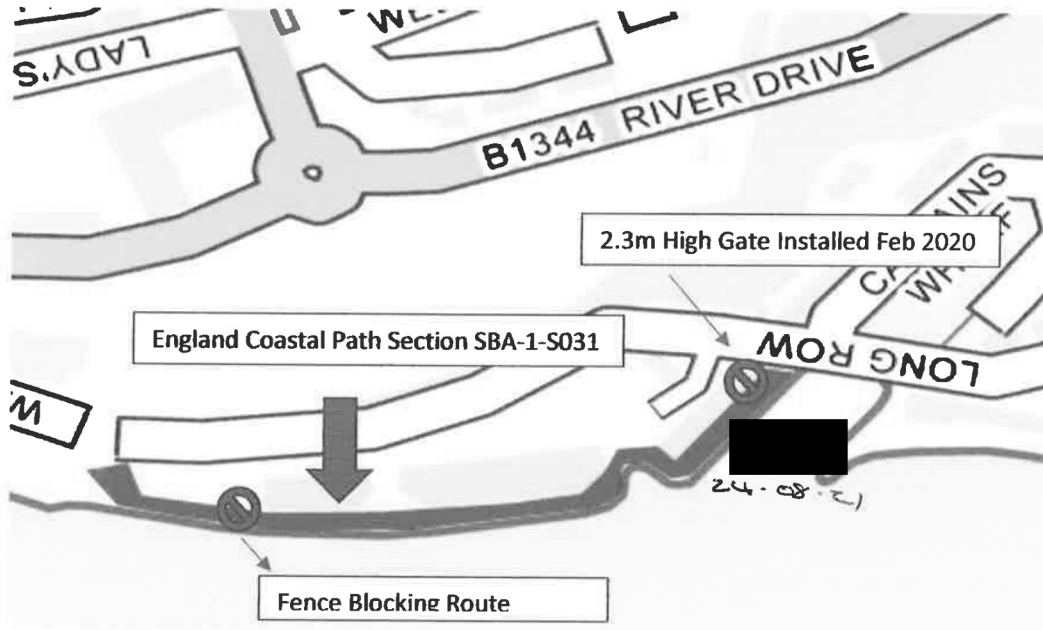 LADY'S
B1344 RIVER DRIVE
2.3m High Gate Installed Feb 2020
England Coastal Path Section SBA-1-S031
LONG ROW
24-08-21
Fence Blocking Route